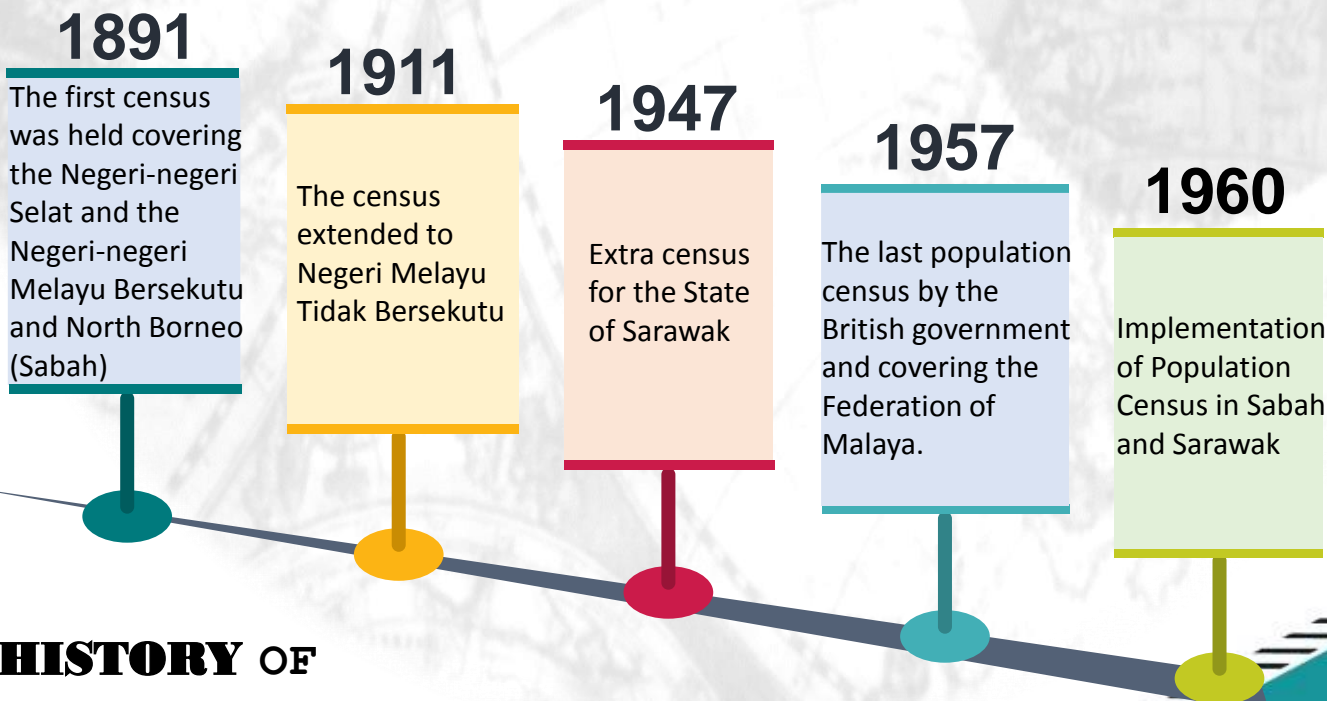 1891
The first census
was held covering
the Negeri-negeri
Selat and the
Negeri-negeri
Melayu Bersekutu
and North Borneo
(Sabah)
1911
The census
extended to
Negeri Melayu
Tidak Bersekutu
1947
Extra census
for the State
of Sarawak
1957
The last population
census by the
British government
and covering the
Federation of
Malaya.
1960
Implementation
of Population
Census in Sabah
and Sarawak
HISTORY OF